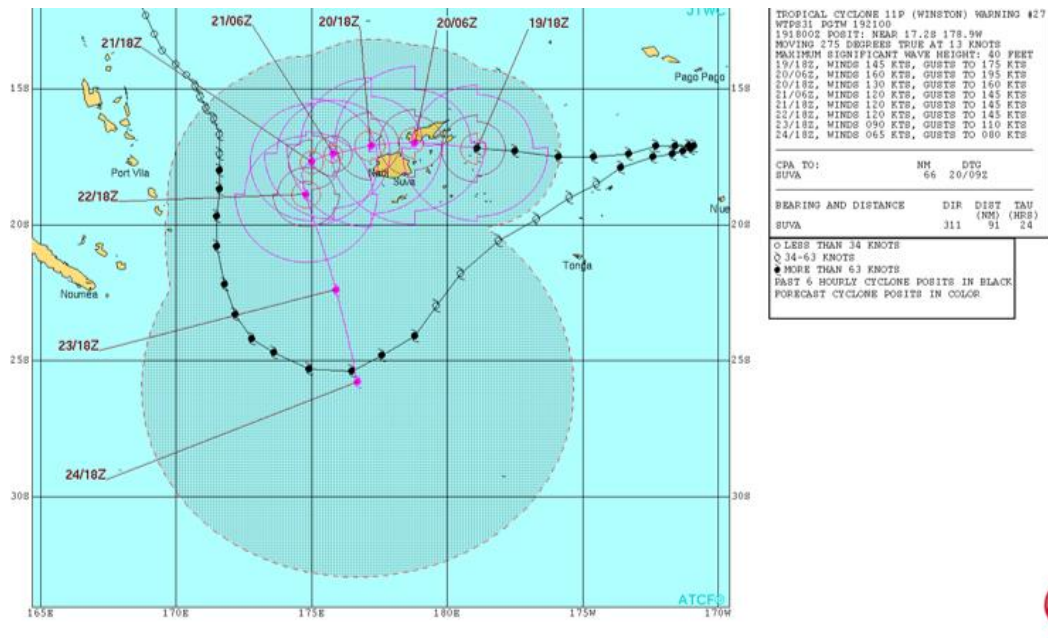 JTWC
21/06Z
20/18Z
20/06Z
19/18Z
21/18Z
Pago Pago
15S
15S
Port Vila
Nadi
Suva
22/18Z
Niue
20S
20S
Tonga
Noumea
23/18Z
25S
25S
24/18Z
30S
30S
ATCF®
165E
170E
175E
180E
175W
170W
TROPICAL CYCLONE 11P (WINSTON) WARNING #27
WTPS31 PGTW 192100
191800Z POSIT: NEAR 17.2S 178.9W
MOVING 275 DEGREES TRUE AT 13 KNOTS
MAXIMUM SIGNIFICANT WAVE HEIGHT: 40 FEET
19/18Z, WINDS 145 KTS, GUSTS TO 175 KTS
20/06Z, WINDS 160 KTS, GUSTS TO 195 KTS
20/18Z, WINDS 130 KTS, GUSTS TO 160 KTS
21/06Z, WINDS 120 KTS, GUSTS TO 145 KTS
21/18Z, WINDS 120 KTS, GUSTS TO 145 KTS
22/18Z, WINDS 120 KTS, GUSTS TO 145 KTS
23/18Z, WINDS 090 KTS, GUSTS TO 110 KTS
24/18Z, WINDS 065 KTS, GUSTS TO 080 KTS
CPA TO: NM DTG
SUVA 66 20/09Z
BEARING AND DISTANCE DIR DIST TAU
(NM) (HRS)
SUVA 311 91 24
LESS THAN 34 KNOTS
34-63 KNOTS
MORE THAN 63 KNOTS
PAST 6 HOURLY CYCLONE POSITS IN BLACK
FORECAST CYCLONE POSITS IN COLOR